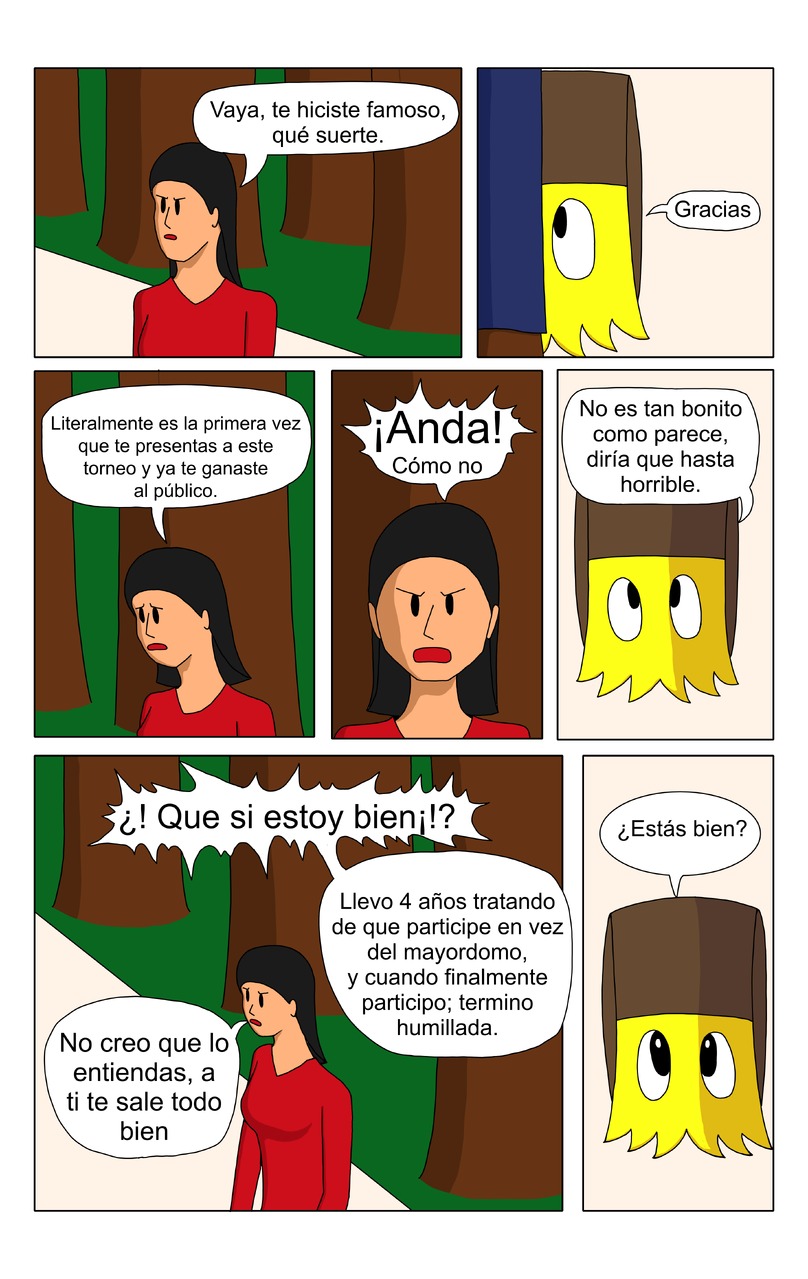 Gracias
Vaya, te hiciste famoso,
qué suerte.
No es tan bonito
como parece,
diría que hasta
horrible.
¡Anda!
Cómo no
Literalmente es la primera vez
que te presentas a este
torneo y ya te ganaste
al público.
¿Estás bien?
¿! Que si estoy bien¡!?
Llevo 4 años tratando
de que participe en vez
del mayordomo,
y cuando finalmente
participo; termino
humillada.
No creo que lo
entiendas, a
ti te sale todo
bien